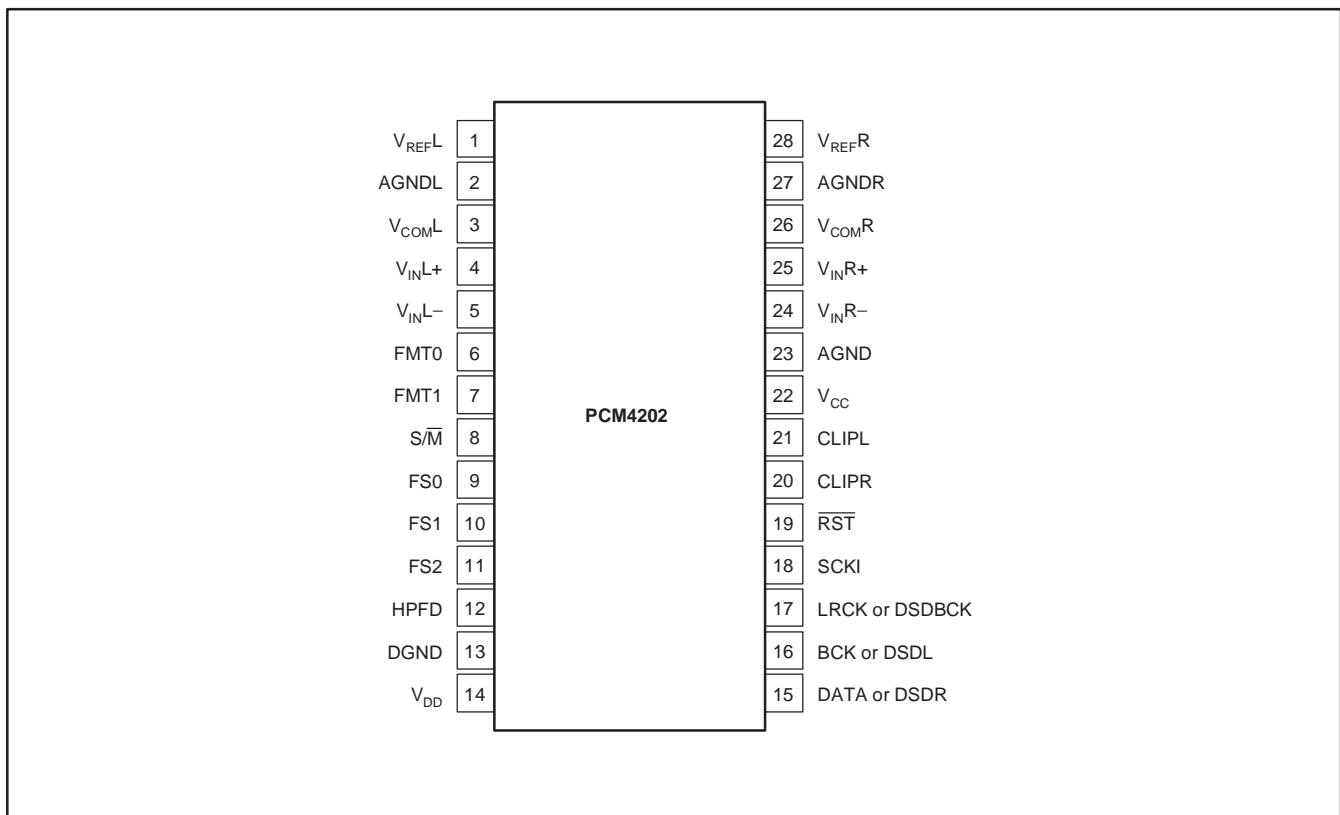 V_REFL 1 28 V_REFR
AGNDL 2 27 AGNDR
V_COML 3 26 V_COMR
V_INL+ 4 25 V_INR+
V_INL− 5 24 V_INR−
FMT0 6 23 AGND
FMT1 7 22 V_CC
PCM4202
S/M̅ 8 21 CLIPL
FS0 9 20 CLIPR
FS1 10 19 R̅S̅T̅
FS2 11 18 SCKI
HPFD 12 17 LRCK or DSDBCK
DGND 13 16 BCK or DSDL
V_DD 14 15 DATA or DSDR